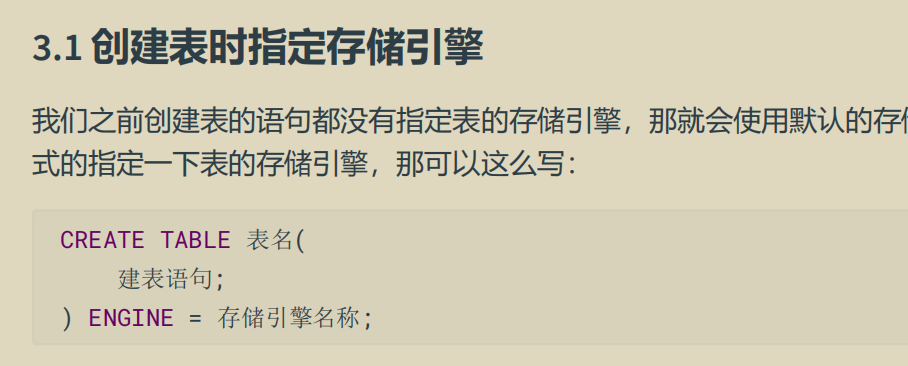 3.1 创建表时指定存储引擎
我们之前创建表的语句都没有指定表的存储引擎，那就会使用默认的存
式的指定一下表的存储引擎，那可以这么写：
CREATE TABLE 表名(
建表语句;
) ENGINE = 存储引擎名称;